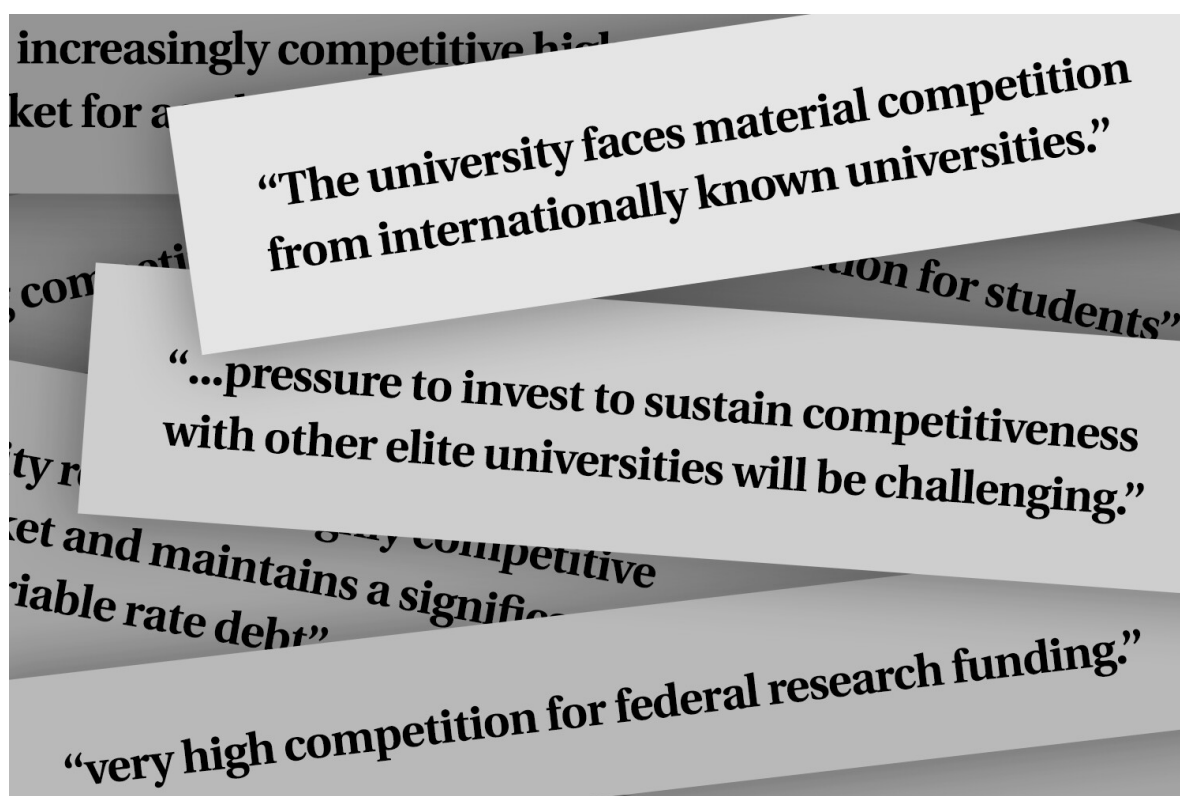 increasingly competitive
ket for
“The university faces material competition
from internationally known universities.”
tion for students”
“...pressure to invest to sustain competitiveness
with other elite universities will be challenging.”
ty
ket and maintains a
competitive
riable rate debt”
“very high competition for federal research funding.”